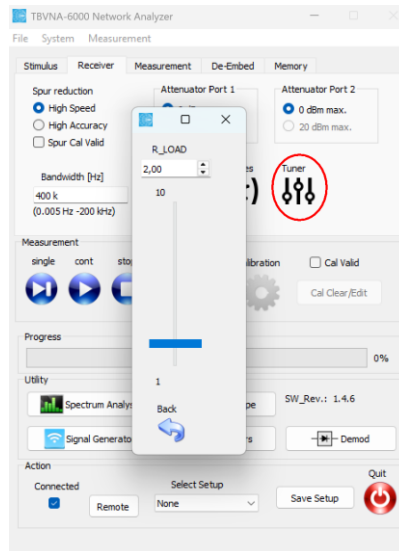 TBVNA-6000 Network Analyzer
File System Measurement
Stimulus Receiver Measurement De-Embed Memory
Spur reduction
High Speed
High Accuracy
Spur Cal Valid
Attenuator Port 1
Attenuator Port 2
0 dBm max.
20 dBm max.
R_LOAD
2,00
10
1
Back
Tuner
Bandwidth [Hz]
400 k
(0.005 Hz -200 kHz)
Measurement
single cont
Cal Valid
Cal Clear/Edit
Progress
0%
Utility
Spectrum
SW_Rev.: 1.4.6
Signal
Demod
Action
Connected
Remote
Select Setup
None
Save Setup
Quit